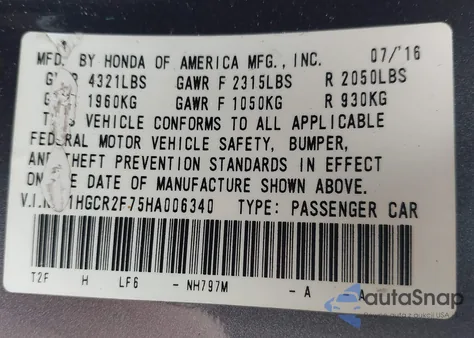 MFD. BY HONDA OF AMERICA MFG., INC. 07/'16
4321LBS GAWR F 2315LBS R 2050LBS
1960KG GAWR F 1050KG R 930KG
VEHICLE CONFORMS TO ALL APPLICABLE
FEDERAL MOTOR VEHICLE SAFETY, BUMPER,
THEFT PREVENTION STANDARDS IN EFFECT
DATE OF MANUFACTURE SHOWN ABOVE.
1HGCR2F75HA006340 TYPE: PASSENGER CAR
T2F H LF6 - NH797M - A A
autaSnap